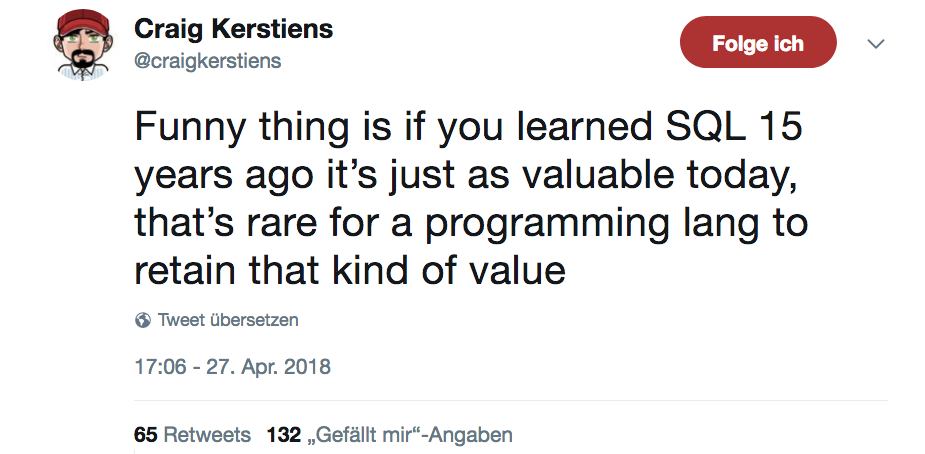 Craig Kerstiens
@craigkerstiens
Folge ich
Funny thing is if you learned SQL 15
years ago it’s just as valuable today,
that’s rare for a programming lang to
retain that kind of value
Tweet übersetzen
17:06 - 27. Apr. 2018
65 Retweets 132 „Gefällt mir“-Angaben